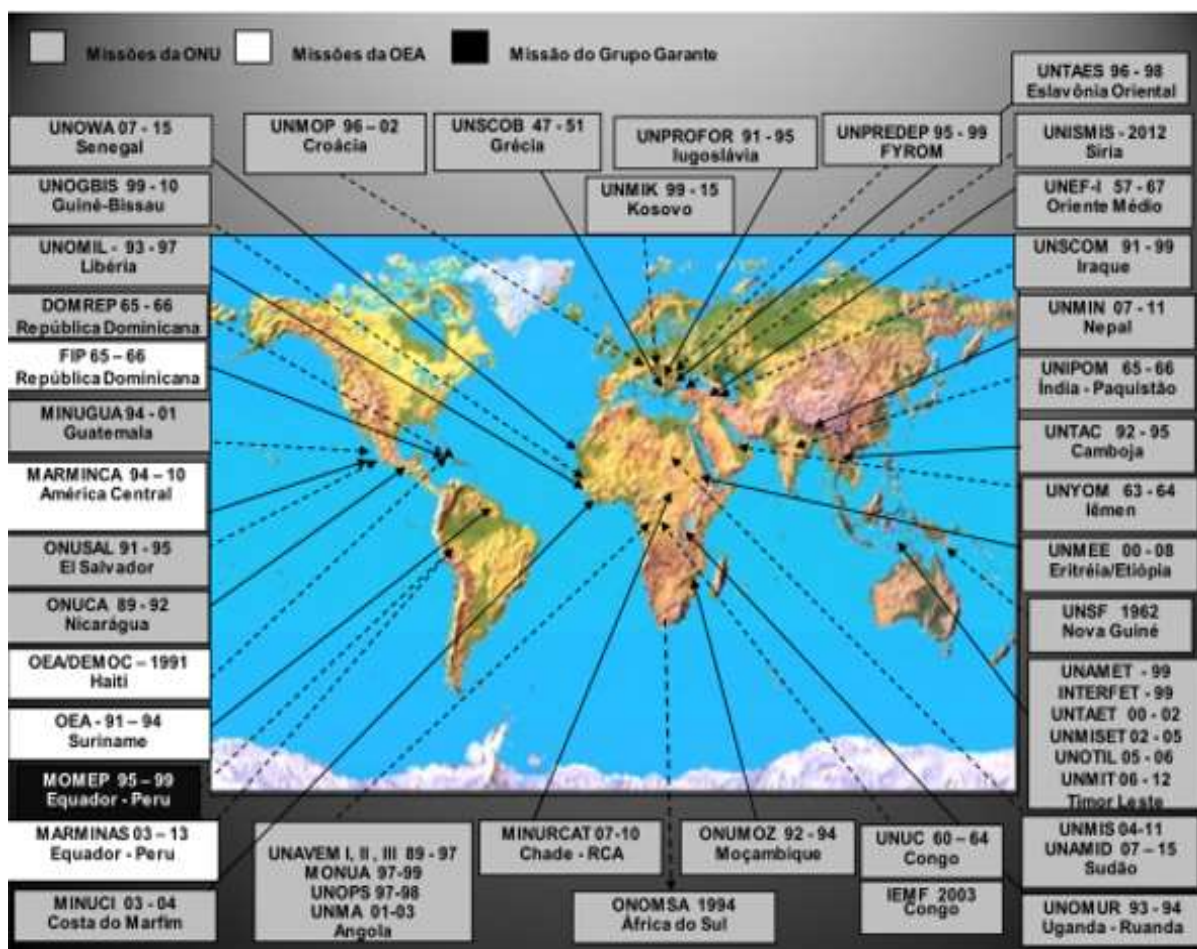 Missões da ONU
Missões da OEA
Missão do Grupo Garante
UNTAES 96 - 98
Eslavônia Oriental
UNOWA 07 - 15
Senegal
UNMOP 96 – 02
Croácia
UNSCOB 47 - 51
Grécia
UNPROFOR 91 - 95
Iugoslávia
UNPREDEP 95 - 99
FYROM
UNISMIS - 2012
Síria
UNOGBIS 99 - 10
Guiné-Bissau
UNMIK 99 - 15
Kosovo
UNEF-I 57 - 67
Oriente Médio
UNOMIL - 93 - 97
Libéria
UNSCOM 91 - 99
Iraque
DOMREP 65 - 66
República Dominicana
UNMIN 07 - 11
Nepal
FIP 65 – 66
República Dominicana
UNIPOM 65 - 66
Índia - Paquistão
MINUGUA 94 - 01
Guatemala
UNTAC 92 - 95
Camboja
MARMINCA 94 – 10
América Central
UNYOM 63 - 64
Iêmen
ONUSAL 91 - 95
El Salvador
UNMEE 00 - 08
Eritréia/Etiópia
ONUCA 89 - 92
Nicarágua
UNSF 1962
Nova Guiné
OEA/DEMOC – 1991
Haiti
UNAMET - 99
INTERFET - 99
UNTAET 00 - 02
UNMISET 02 - 05
UNOTIL 05 - 06
UNMIT 06 - 12
Timor Leste
OEA - 91 – 94
Suriname
MOMEP 95 – 99
Equador - Peru
MARMINAS 03 – 13
Equador - Peru
UNAVEM I, II , III 89 - 97
MONUA 97-99
UNOPS 97-98
UNMA 01-03
Angola
MINURCAT 07-10
Chade - RCA
ONUMOZ 92 - 94
Moçambique
UNUC 60 – 64
Congo
UNMIS 04-11
UNAMID 07 – 15
Sudão
MINUCI 03 - 04
Costa do Marfim
ONOMSA 1994
África do Sul
IEMF 2003
Congo
UNOMUR 93 - 94
Uganda - Ruanda